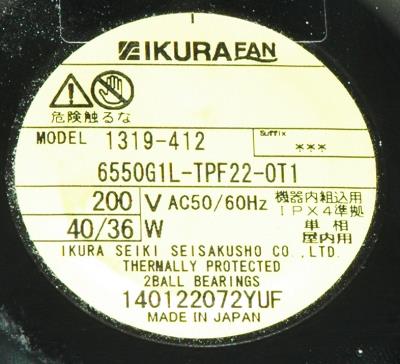 IKURA FAN
危険触るな
MODEL 1319-412 Suffix ***
6550G1L-TPF22-0T1
200 V AC50/60Hz 機器内組込用 IPX4準拠
40/36 W 単相 屋内用
IKURA SEIKI SEISAKUSHO CO.,LTD.
THERMALLY PROTECTED
2BALL BEARINGS
140122072YUF
MADE IN JAPAN